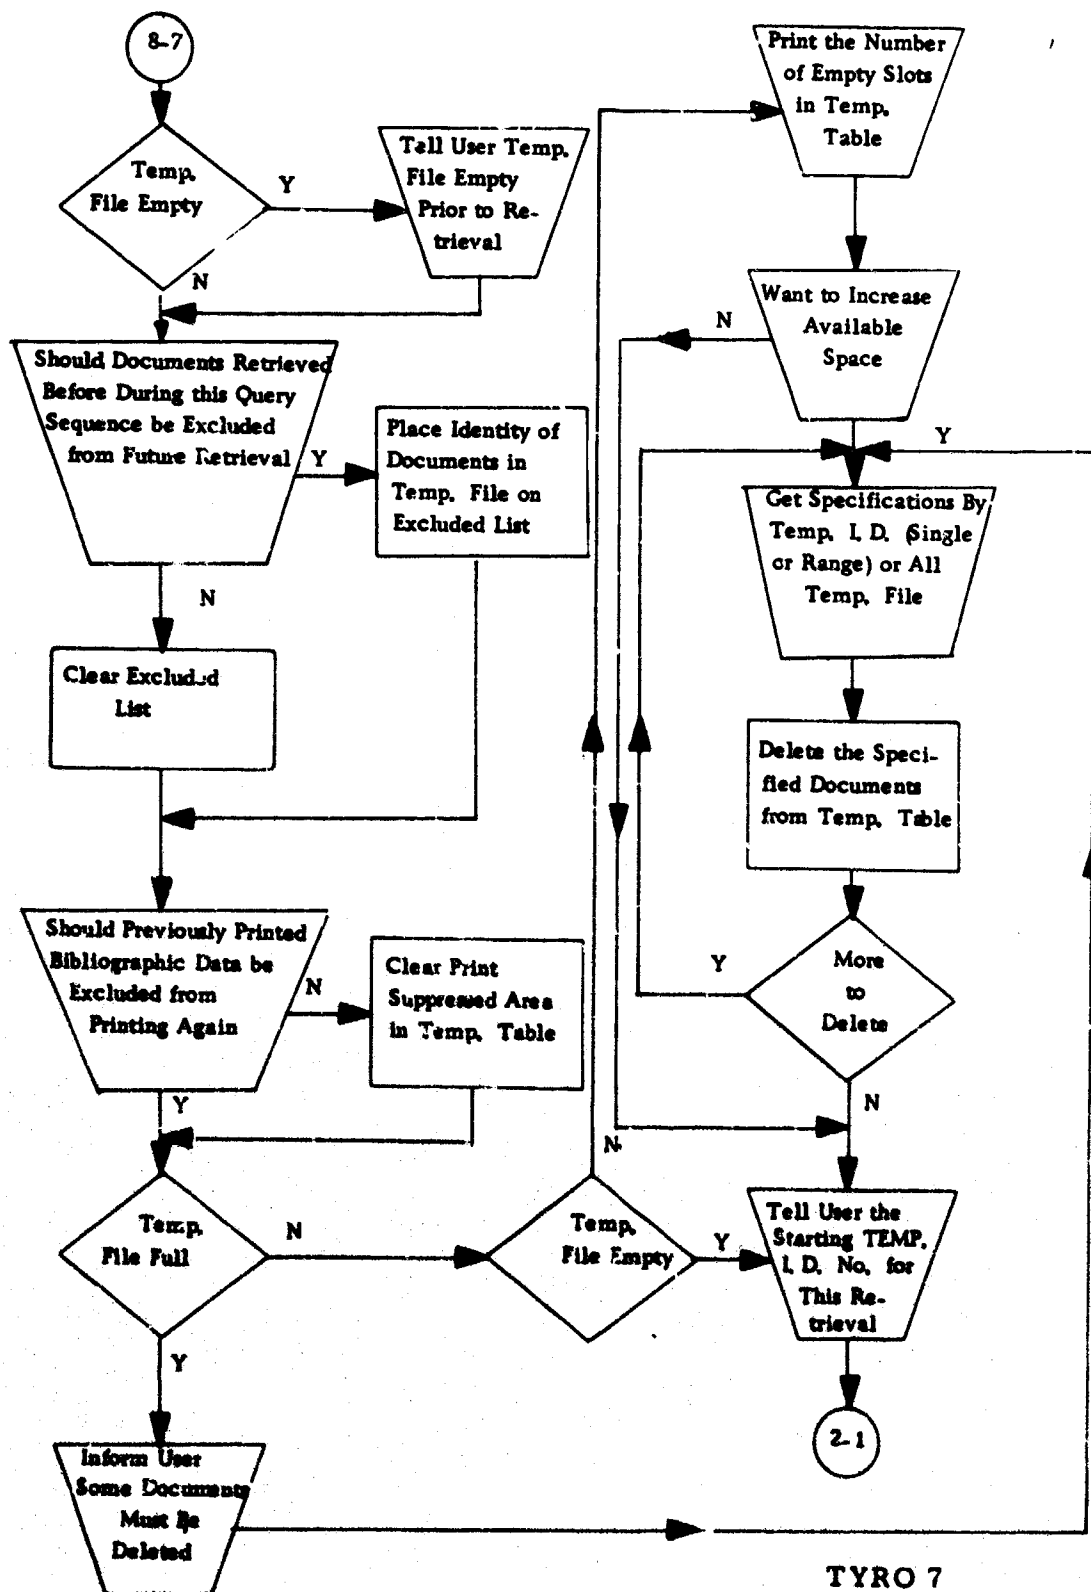 8-7
Temp.
File Empty
Y
N
Tell User Temp.
File Empty
Prior to Re-
trieval
Should Documents Retrieved
Before During this Query
Sequence be Excluded
from Future Retrieval
Y
N
Place Identity of
Documents in
Temp. File on
Excluded List
Clear Excluded
List
Should Previously Printed
Bibliographic Data be
Excluded from
Printing Again
N
Y
Clear Print
Suppressed Area
in Temp. Table
Temp.
File Full
N
Y
Inform User
Some Documents
Must Be
Deleted
Temp.
File Empty
N
Y
Print the Number
of Empty Slots
in Temp.
Table
Want to Increase
Available
Space
N
Y
Get Specifications By
Temp. I. D. (Single
or Range) or All
Temp. File
Delete the Speci-
fied Documents
from Temp. Table
More
to
Delete
Y
N
Tell User the
Starting TEMP.
I. D. No. for
This Re-
trieval
2-1
TYRO 7